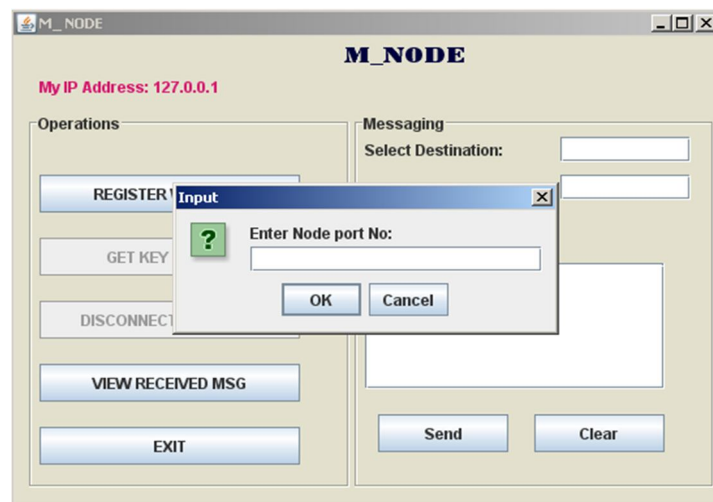 M_ NODE
M_NODE
My IP Address: 127.0.0.1
Operations
REGISTER
GET KEY
DISCONNECT
VIEW RECEIVED MSG
EXIT
Messaging
Select Destination:
Send
Clear
Input
?
Enter Node port No:
OK
Cancel